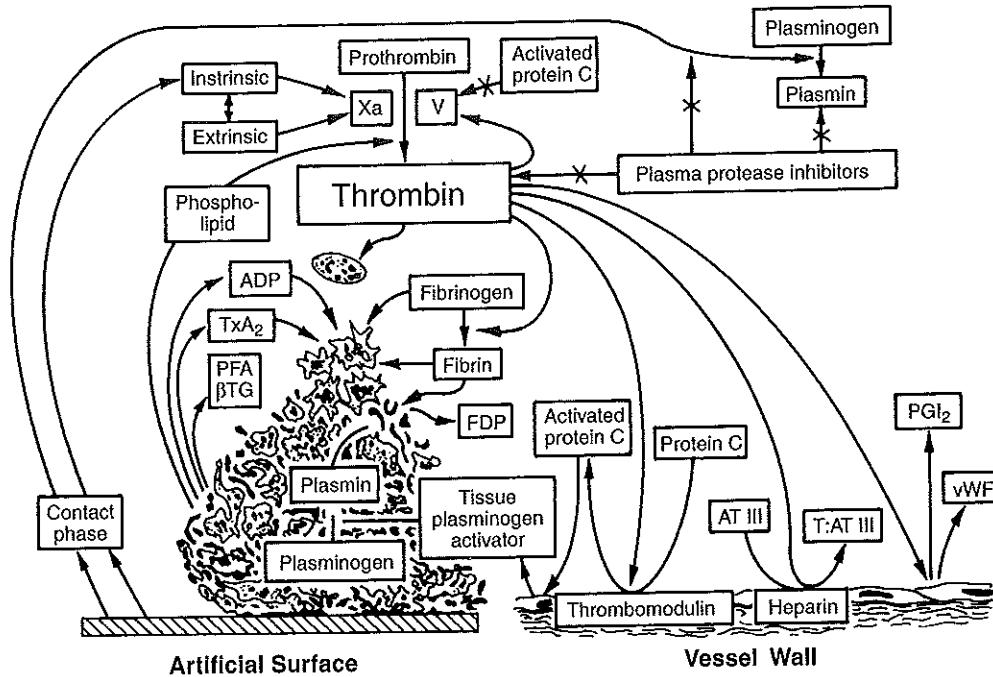 Plasminogen
Prothrombin
Activated
protein C
Instrinsic
Xa
V
Plasmin
Extrinsic
Plasma protease inhibitors
Thrombin
Phospho-
lipid
ADP
Fibrinogen
TxA₂
Fibrin
PFA
βTG
FDP
Activated
protein C
Protein C
PGI₂
Plasmin
Tissue
plasminogen
activator
vWF
Contact
phase
AT III
T:AT III
Plasminogen
Thrombomodulin
Heparin
Artificial Surface
Vessel Wall